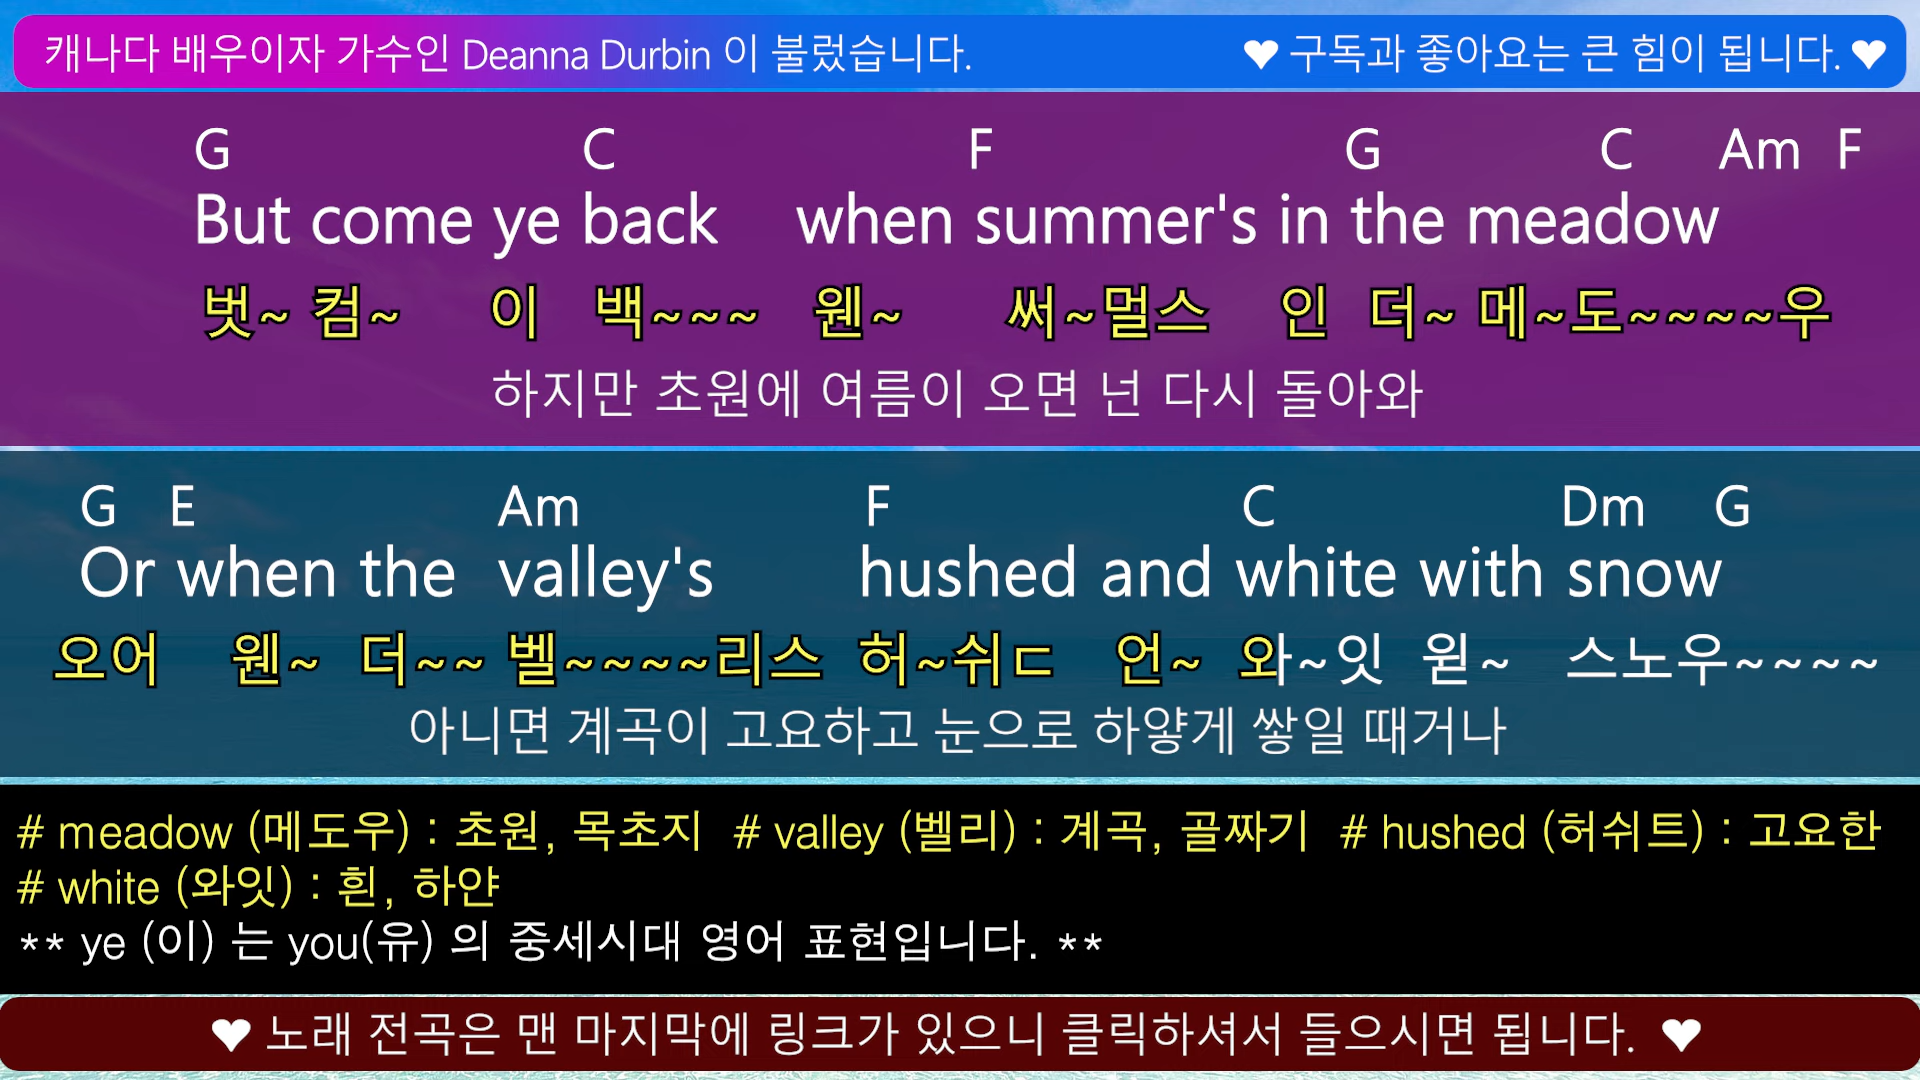 캐나다 배우이자 가수인 Deanna Durbin 이 불렀습니다. ♥ 구독과 좋아요는 큰 힘이 됩니다. ♥
G C F G C Am F
But come ye back when summer's in the meadow
벗~ 컴~ 이 백~~~ 웬~ 써~멀스 인 더~ 메~도~~~~우
하지만 초원에 여름이 오면 넌 다시 돌아와
G E Am F C Dm G
Or when the valley's hushed and white with snow
오어 웬~ 더~~ 벨~~~~리스 허~쉬ㄷ 언~ 와~잇 윋~ 스노우~~~~
아니면 계곡이 고요하고 눈으로 하얗게 쌓일 때거나
# meadow (메도우) : 초원, 목초지 # valley (벨리) : 계곡, 골짜기 # hushed (허쉬트) : 고요한
# white (와잇) : 흰, 하얀
** ye (이) 는 you(유) 의 중세시대 영어 표현입니다. **
♥ 노래 전곡은 맨 마지막에 링크가 있으니 클릭하셔서 들으시면 됩니다. ♥